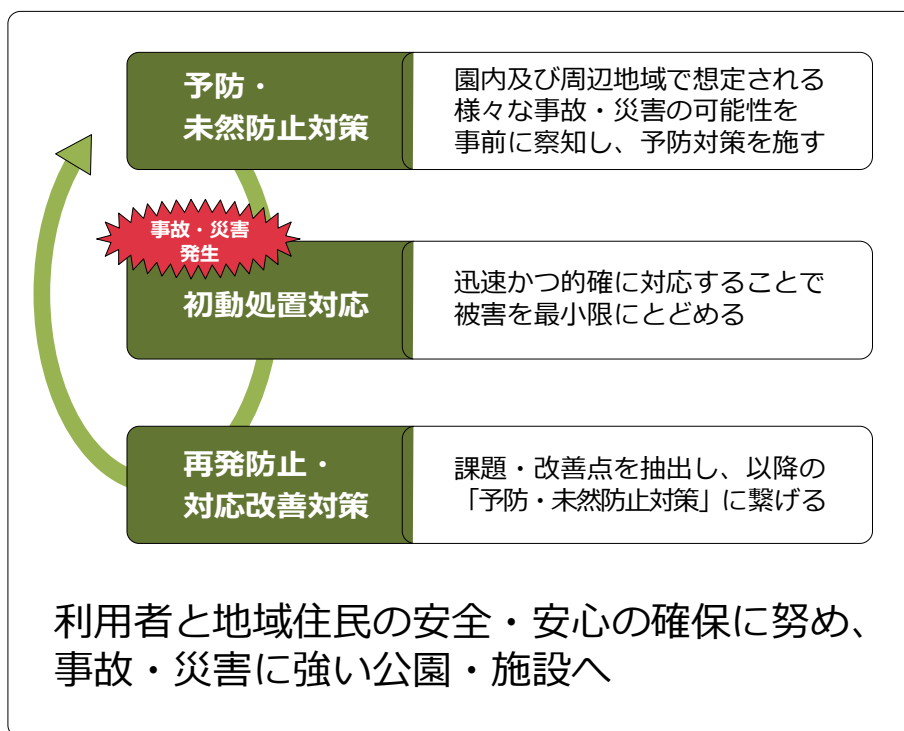 予防・
未然防止対策
園内及び周辺地域で想定される
様々な事故・災害の可能性を
事前に察知し、予防対策を施す
事故・災害
発生
初動処置対応
迅速かつ的確に対応することで
被害を最小限にとどめる
再発防止・
対応改善対策
課題・改善点を抽出し、以降の
「予防・未然防止対策」に繋げる
利用者と地域住民の安全・安心の確保に努め、
事故・災害に強い公園・施設へ